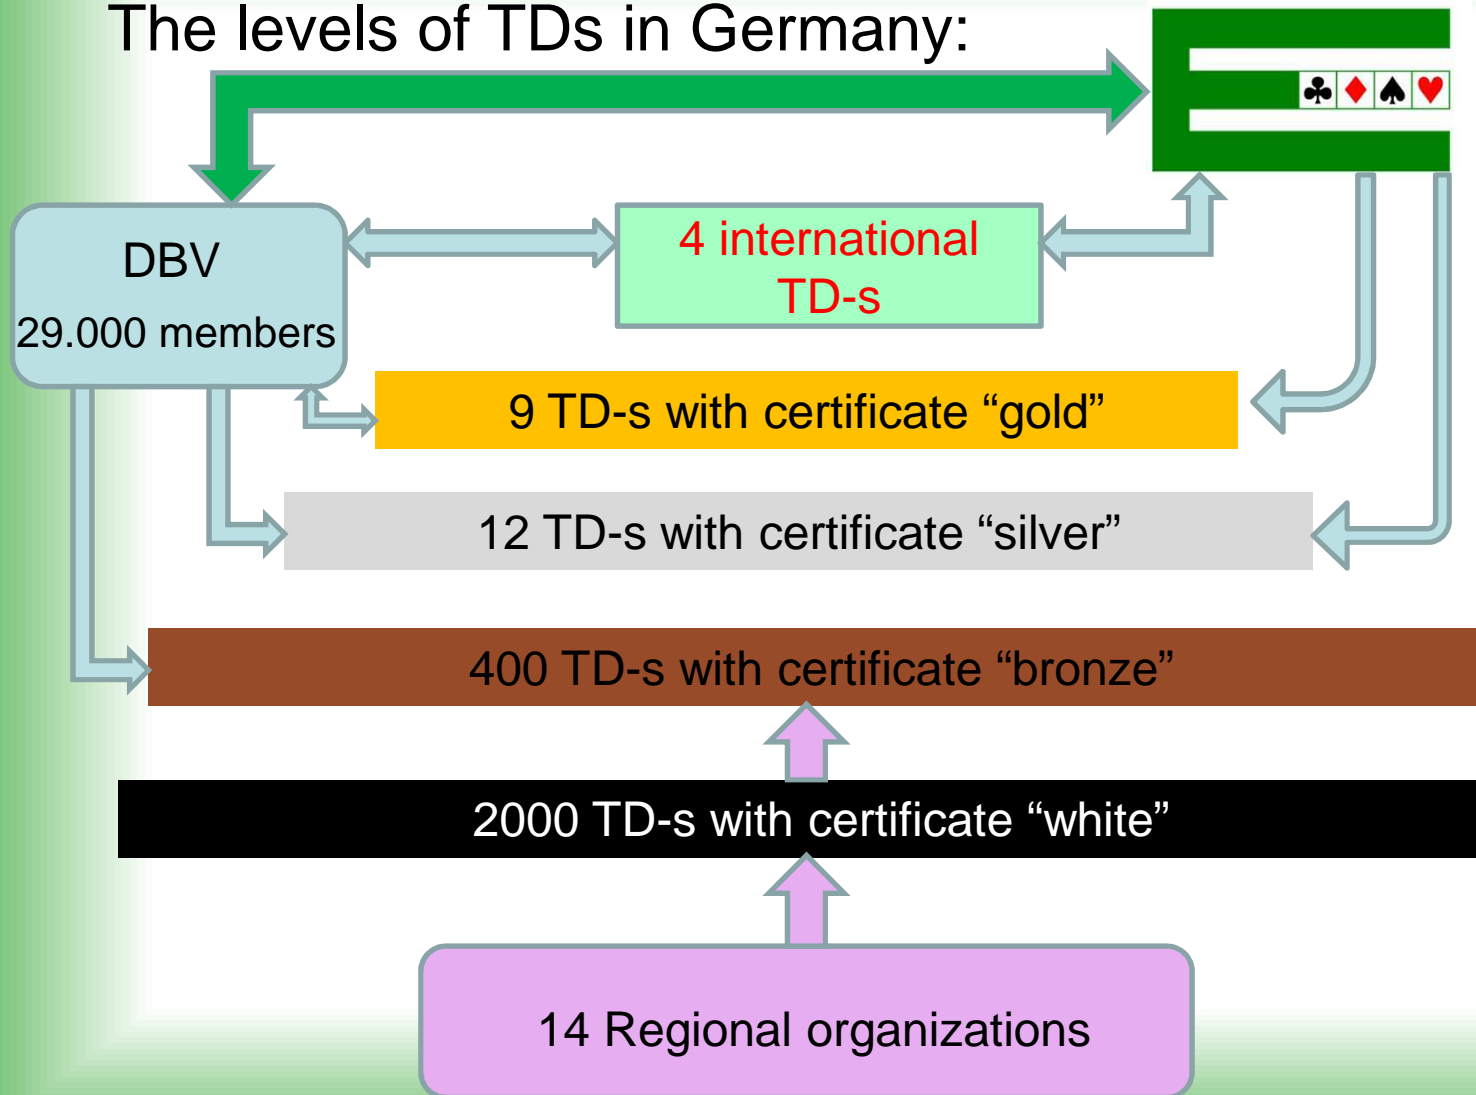 The levels of TDs in Germany:
DBV
29.000 members
4 international
TD-s
9 TD-s with certificate “gold”
12 TD-s with certificate “silver”
400 TD-s with certificate “bronze”
2000 TD-s with certificate “white”
14 Regional organizations